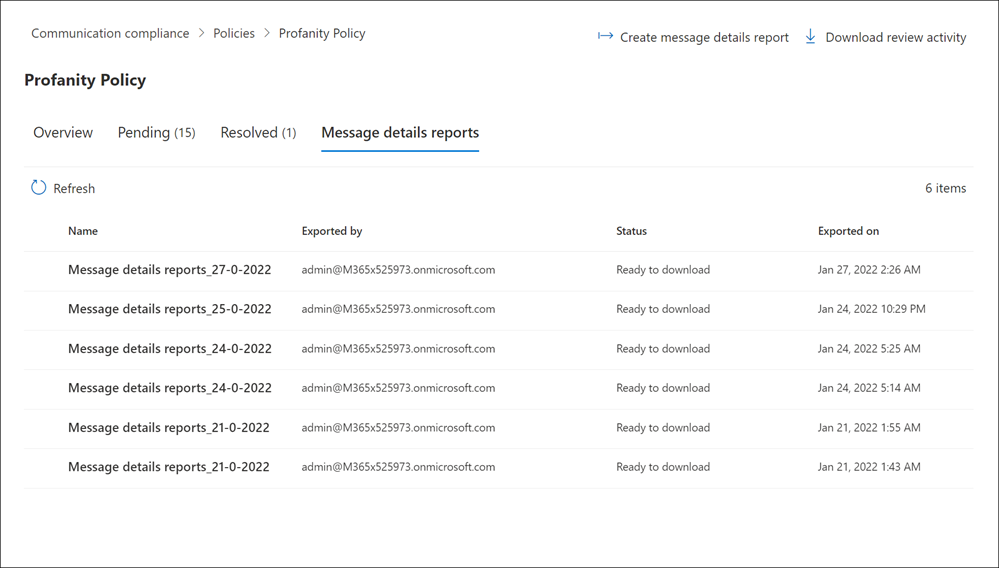 Communication compliance > Policies > Profanity Policy
Create message details report
Download review activity
Profanity Policy
Overview Pending (15) Resolved (1) Message details reports
Refresh
6 items
Name Exported by Status Exported on
Message details reports_27-0-2022 admin@M365x525973.onmicrosoft.com Ready to download Jan 27, 2022 2:26 AM
Message details reports_25-0-2022 admin@M365x525973.onmicrosoft.com Ready to download Jan 24, 2022 10:29 PM
Message details reports_24-0-2022 admin@M365x525973.onmicrosoft.com Ready to download Jan 24, 2022 5:25 AM
Message details reports_24-0-2022 admin@M365x525973.onmicrosoft.com Ready to download Jan 24, 2022 5:14 AM
Message details reports_21-0-2022 admin@M365x525973.onmicrosoft.com Ready to download Jan 21, 2022 1:55 AM
Message details reports_21-0-2022 admin@M365x525973.onmicrosoft.com Ready to download Jan 21, 2022 1:43 AM